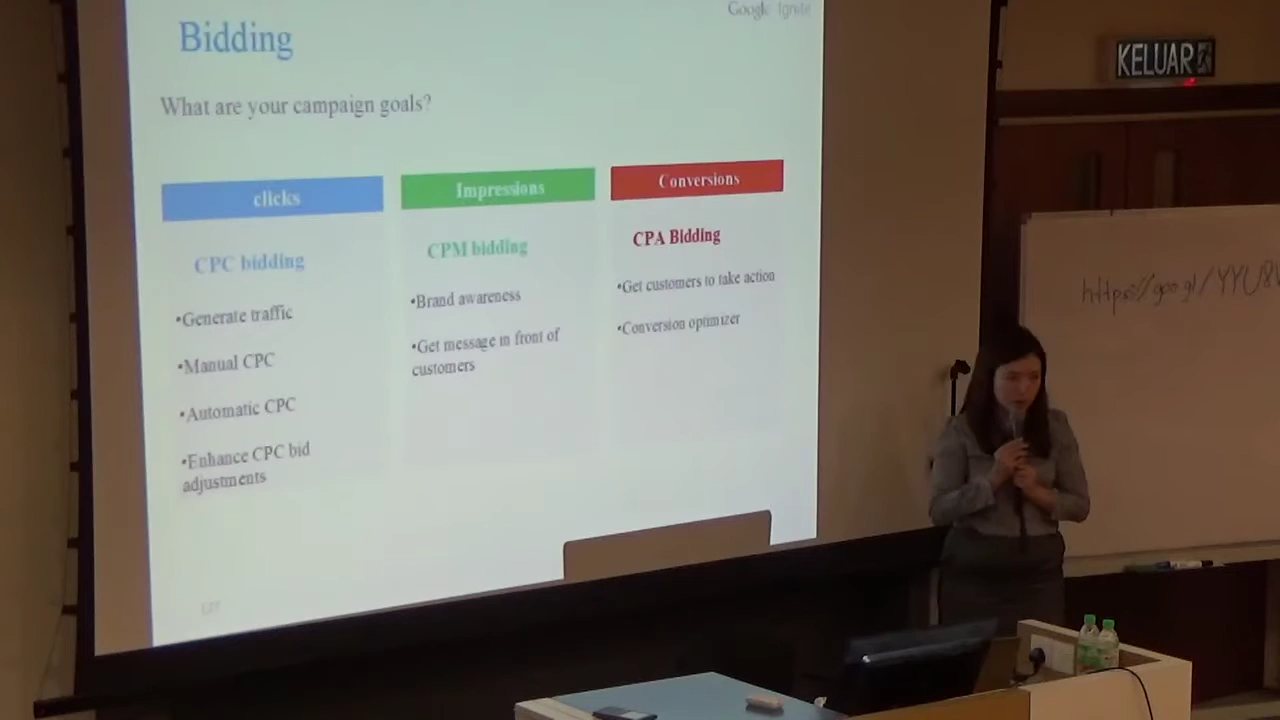 Google Ignite
Bidding
What are your campaign goals?
clicks
CPC bidding
•Generate traffic
•Manual CPC
•Automatic CPC
•Enhance CPC bid
adjustments
Impressions
CPM bidding
•Brand awareness
•Get message in front of
customers
Conversions
CPA Bidding
•Get customers to take action
•Conversion optimizer
KELUAR